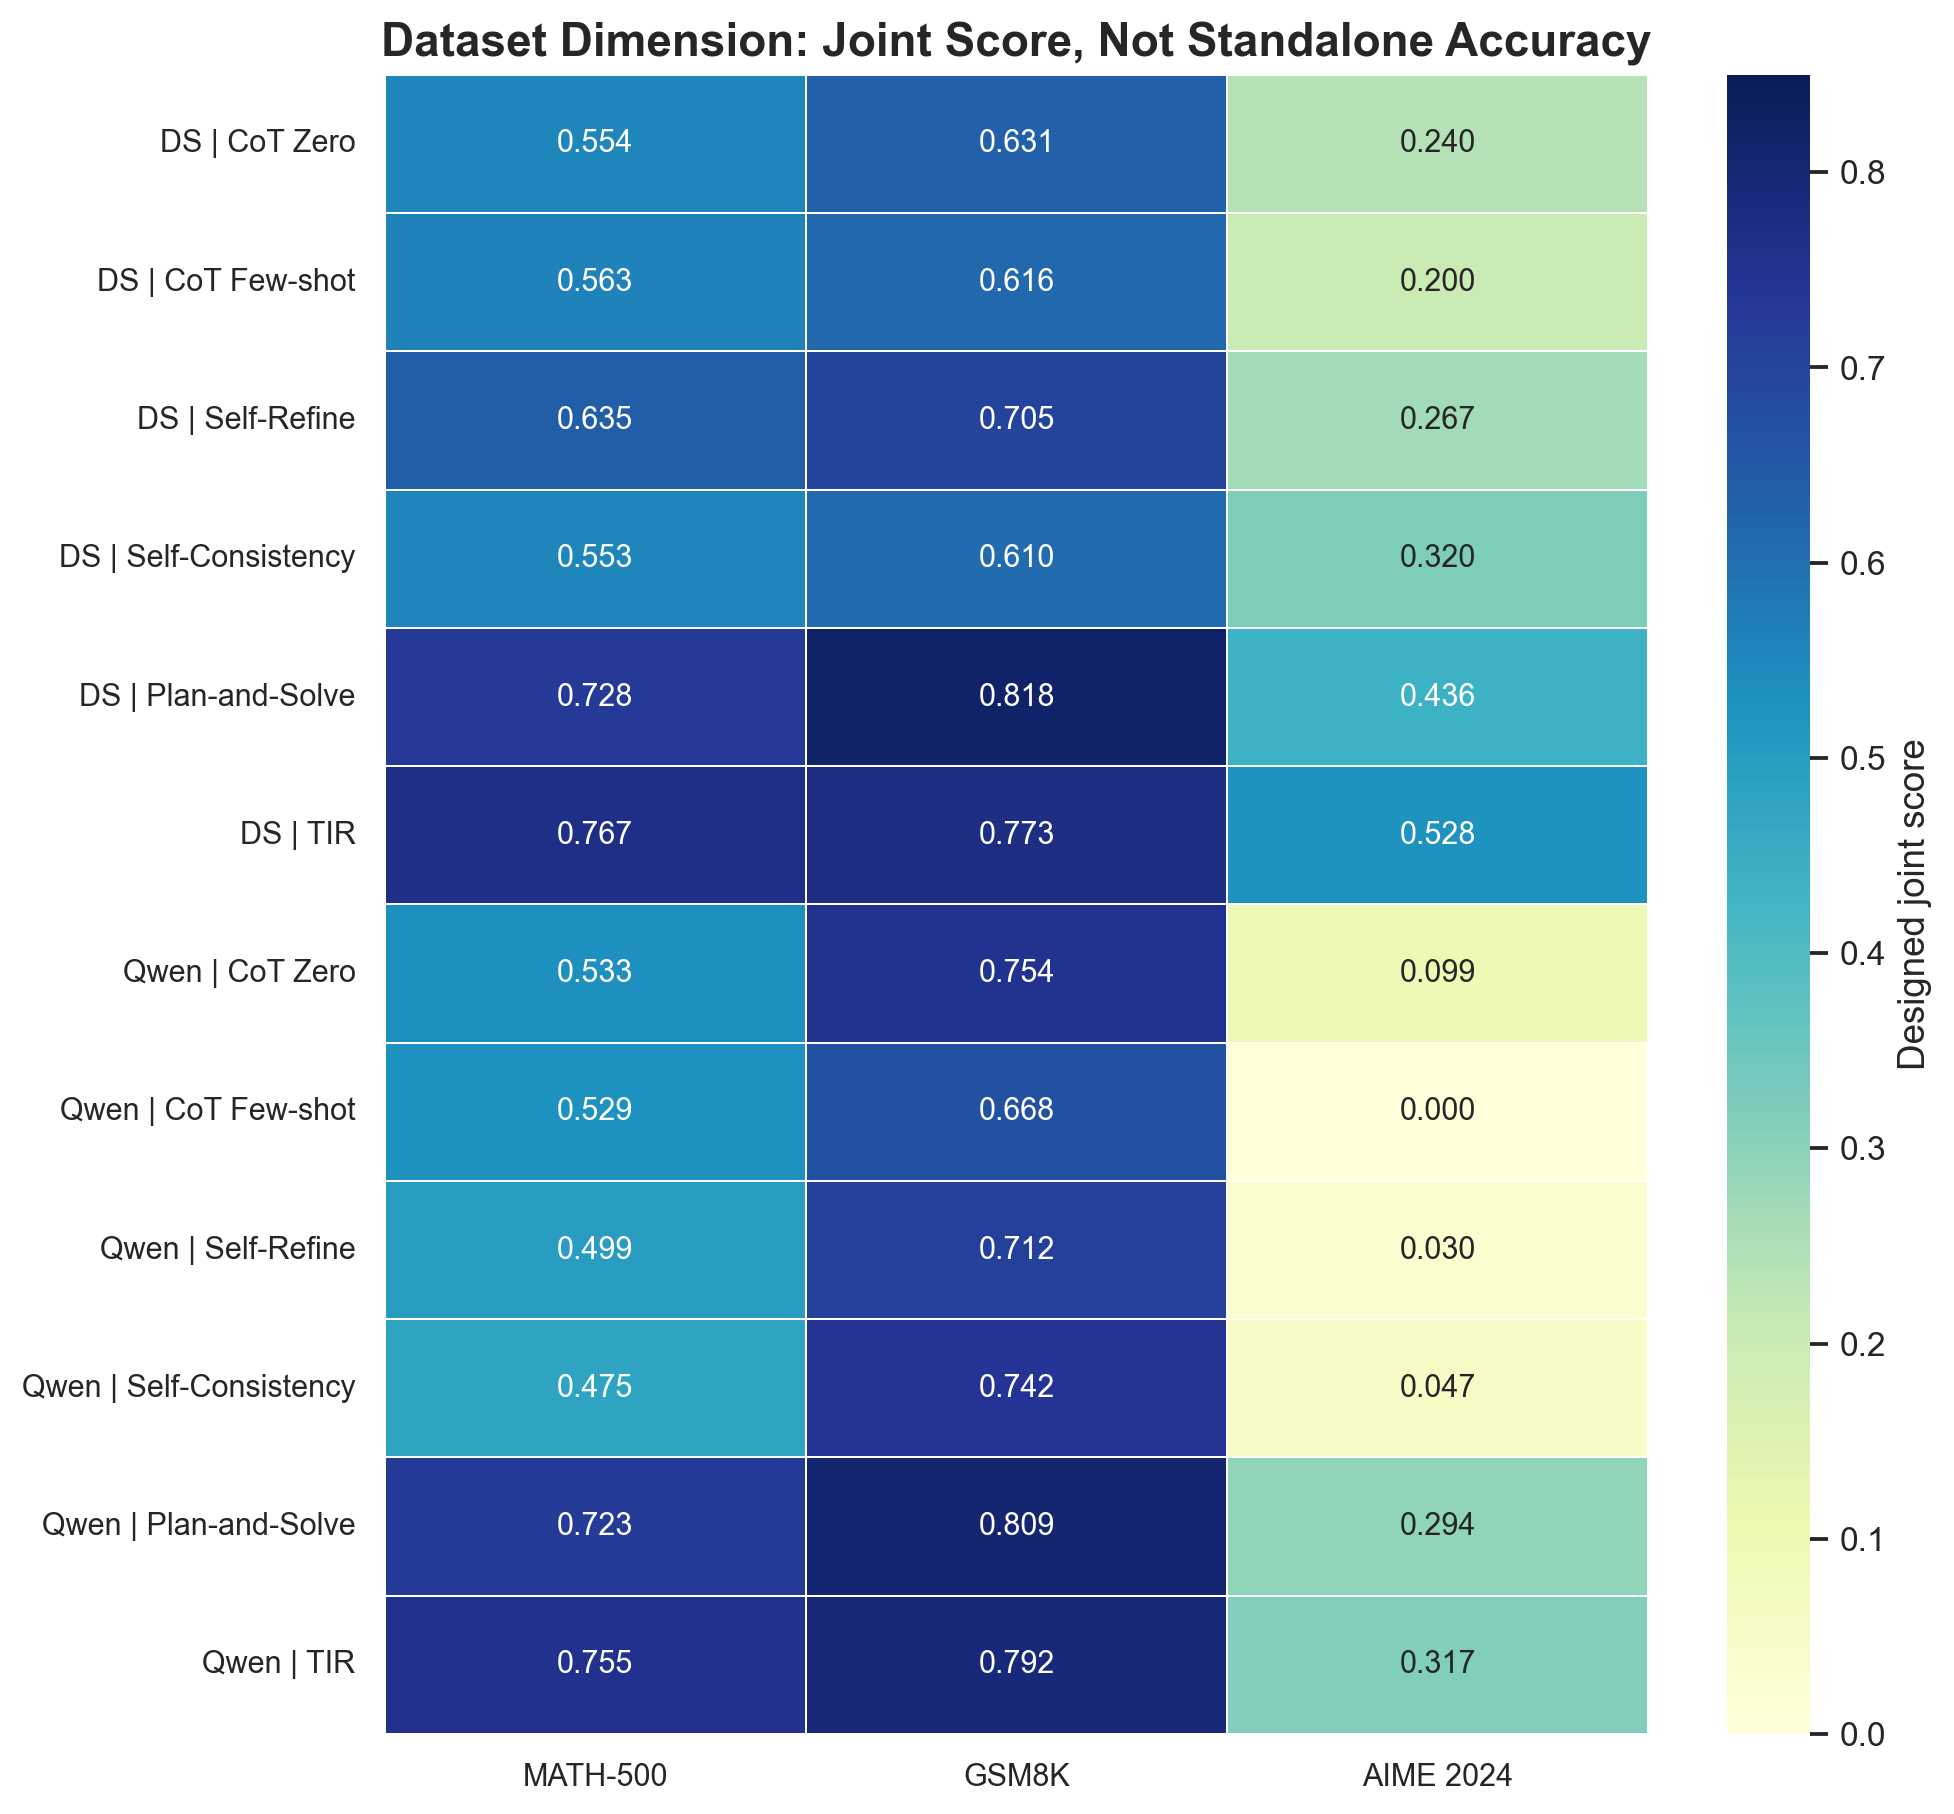 Dataset Dimension: Joint Score, Not Standalone Accuracy
DS | CoT Zero 0.554 0.631 0.240
DS | CoT Few-shot 0.563 0.616 0.200
DS | Self-Refine 0.635 0.705 0.267
DS | Self-Consistency 0.553 0.610 0.320
DS | Plan-and-Solve 0.728 0.818 0.436
DS | TIR 0.767 0.773 0.528
Qwen | CoT Zero 0.533 0.754 0.099
Qwen | CoT Few-shot 0.529 0.668 0.000
Qwen | Self-Refine 0.499 0.712 0.030
Qwen | Self-Consistency 0.475 0.742 0.047
Qwen | Plan-and-Solve 0.723 0.809 0.294
Qwen | TIR 0.755 0.792 0.317
MATH-500 GSM8K AIME 2024
0.8
0.7
0.6
0.5
0.4
0.3
0.2
0.1
0.0
Designed joint score